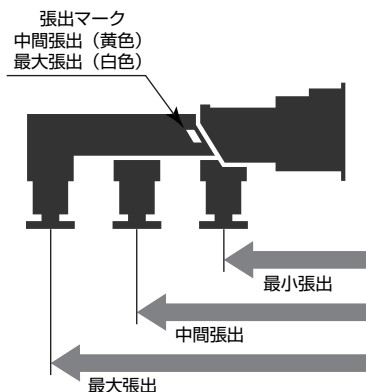 張出マーク
中間張出（黄色）
最大張出（白色）
最小張出
中間張出
最大張出